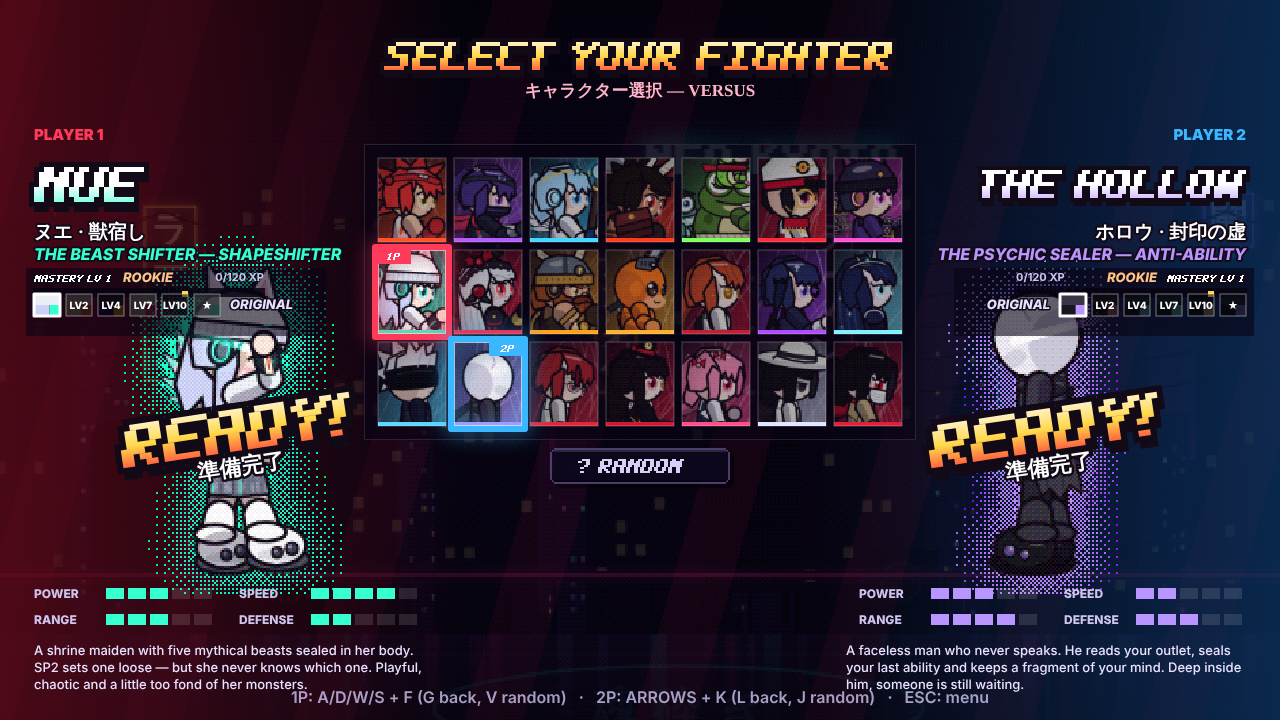 SELECT YOUR FIGHTER
キャラクター選択 — VERSUS
PLAYER 1
NUE
ヌエ · 獣宿し
THE BEAST SHIFTER — SHAPESHIFTER
MASTERY LV 1 ROOKIE 0/120 XP
LV2 LV4 LV7 LV10 ★ ORIGINAL
READY!
準備完了
POWER SPEED
RANGE DEFENSE
A shrine maiden with five mythical beasts sealed in her body.
SP2 sets one loose — but she never knows which one. Playful,
chaotic and a little too fond of her monsters.
1P
2P
? RANDOM
PLAYER 2
THE HOLLOW
ホロウ · 封印の虚
THE PSYCHIC SEALER — ANTI-ABILITY
0/120 XP ROOKIE MASTERY LV 1
ORIGINAL LV2 LV4 LV7 LV10 ★
READY!
準備完了
POWER SPEED
RANGE DEFENSE
A faceless man who never speaks. He reads your outlet, seals
your last ability and keeps a fragment of your mind. Deep inside
him, someone is still waiting.
1P: A/D/W/S + F (G back, V random) · 2P: ARROWS + K (L back, J random) · ESC: menu